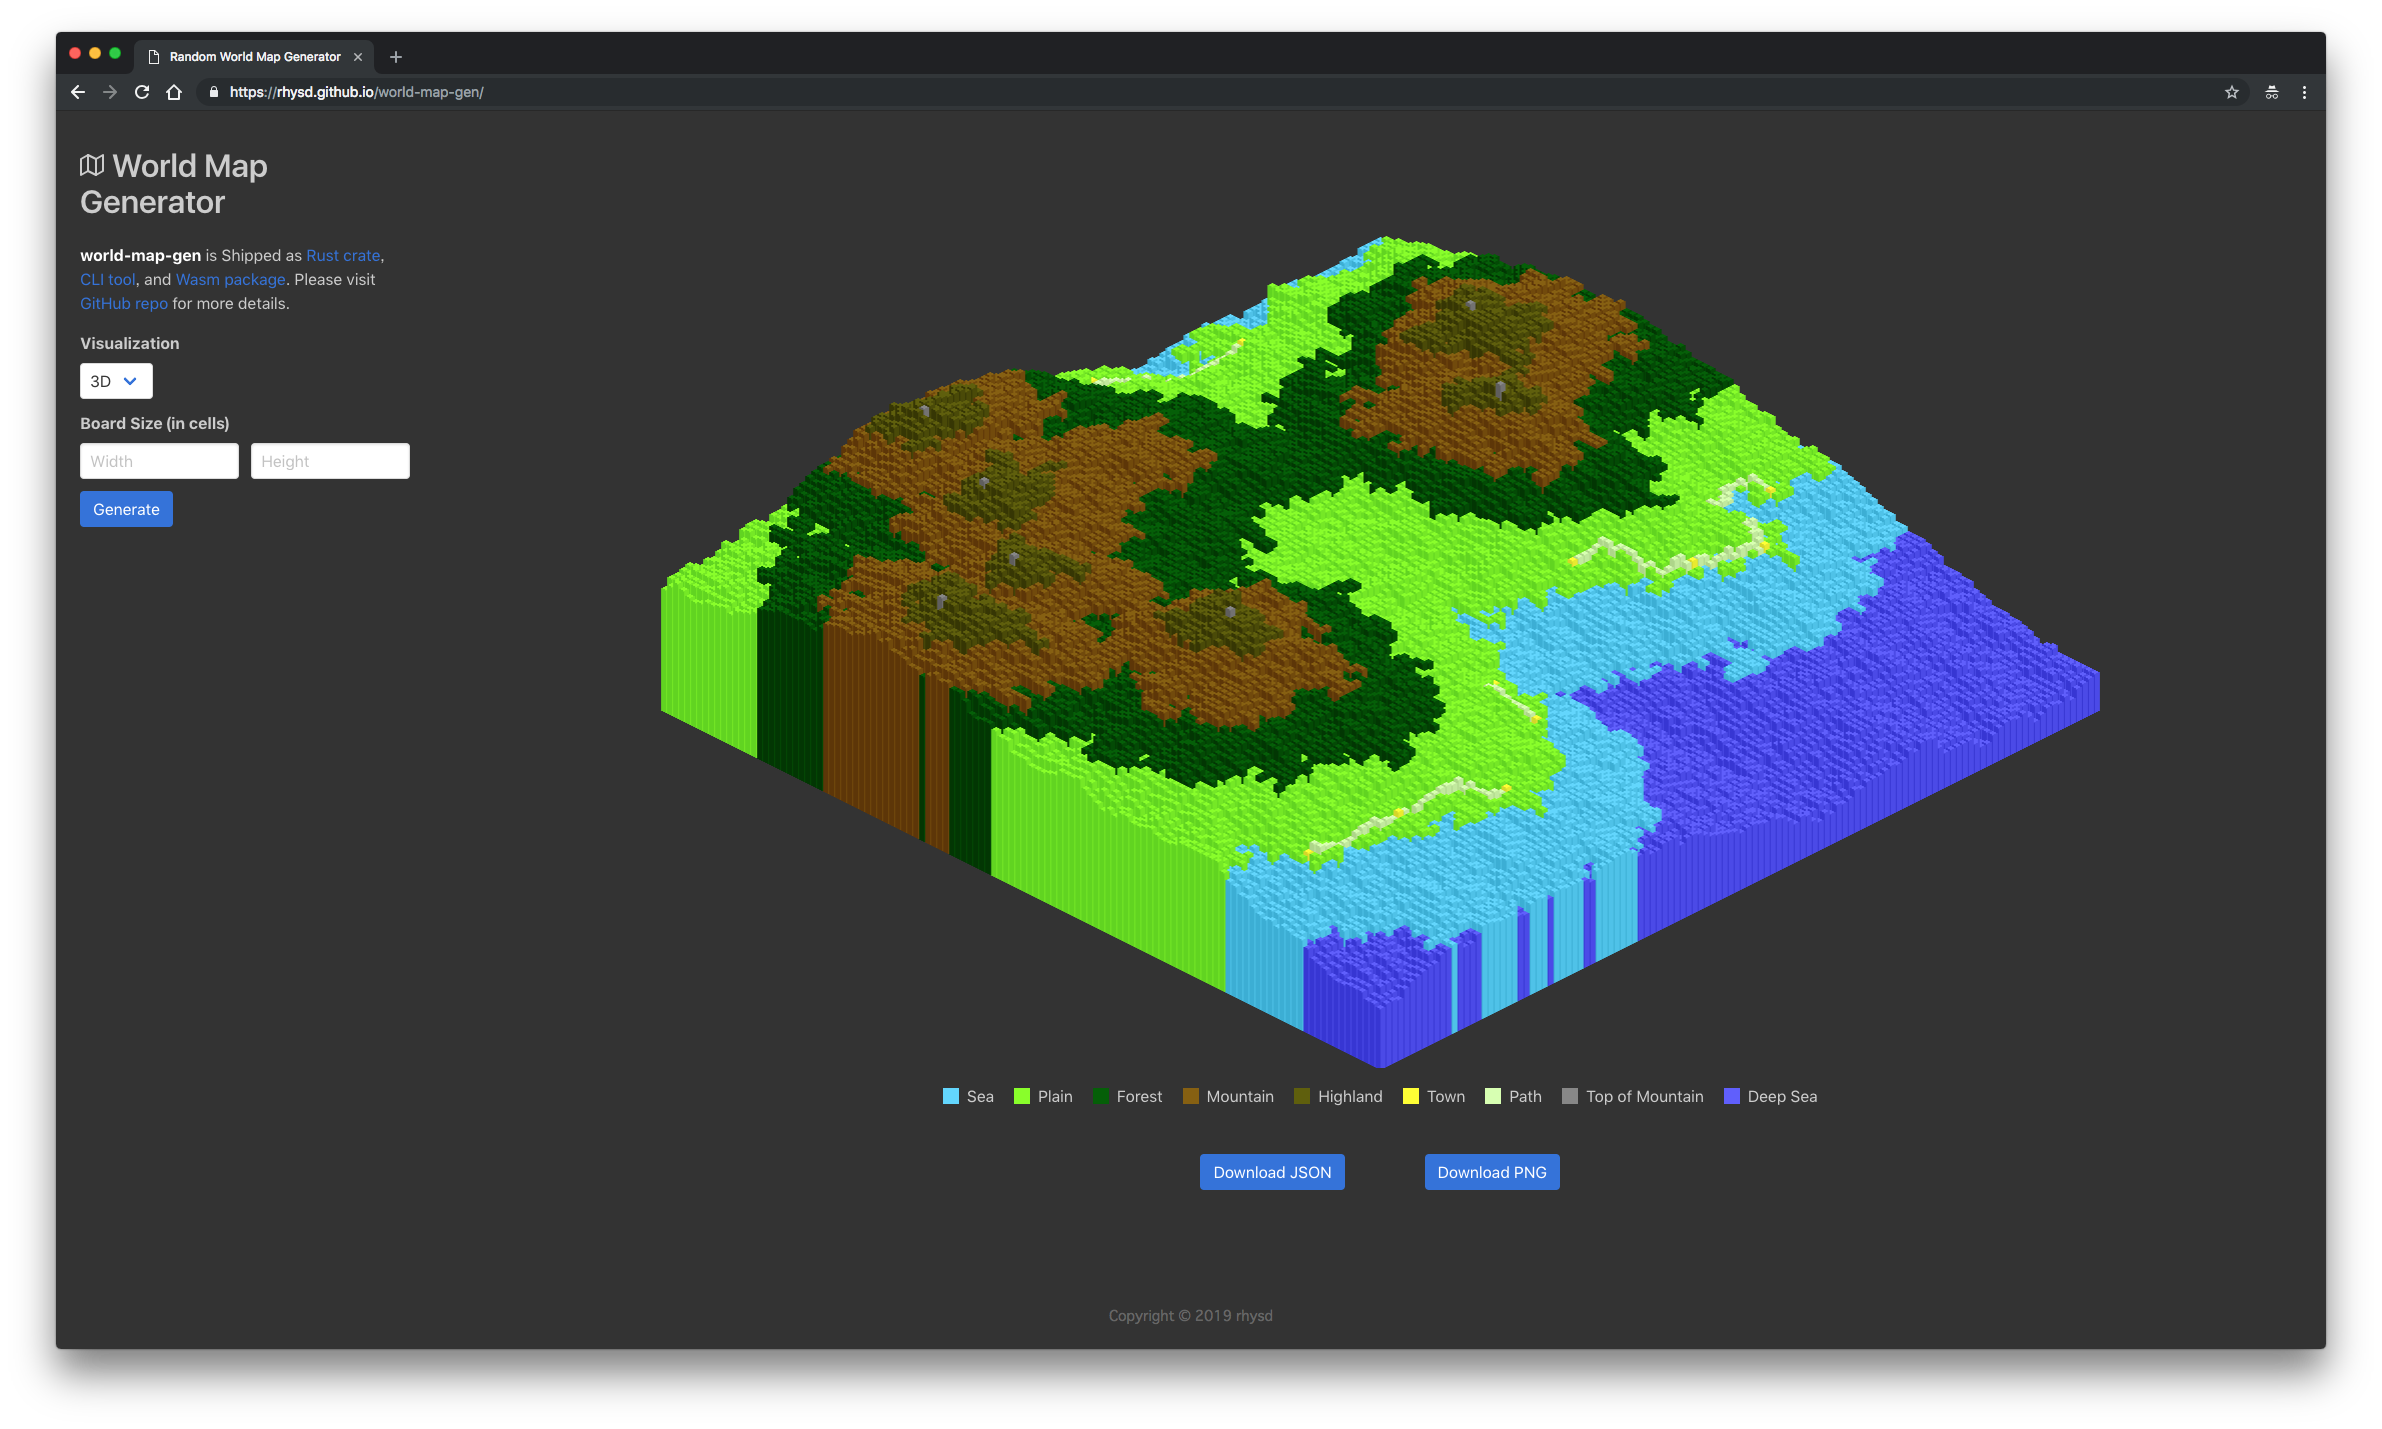 Random World Map Generator
https://rhysd.github.io/world-map-gen/
World Map
Generator
world-map-gen is Shipped as Rust crate,
CLI tool, and Wasm package. Please visit
GitHub repo for more details.
Visualization
3D
Board Size (in cells)
Width Height
Generate
Sea Plain Forest Mountain Highland Town Path Top of Mountain Deep Sea
Download JSON Download PNG
Copyright © 2019 rhysd